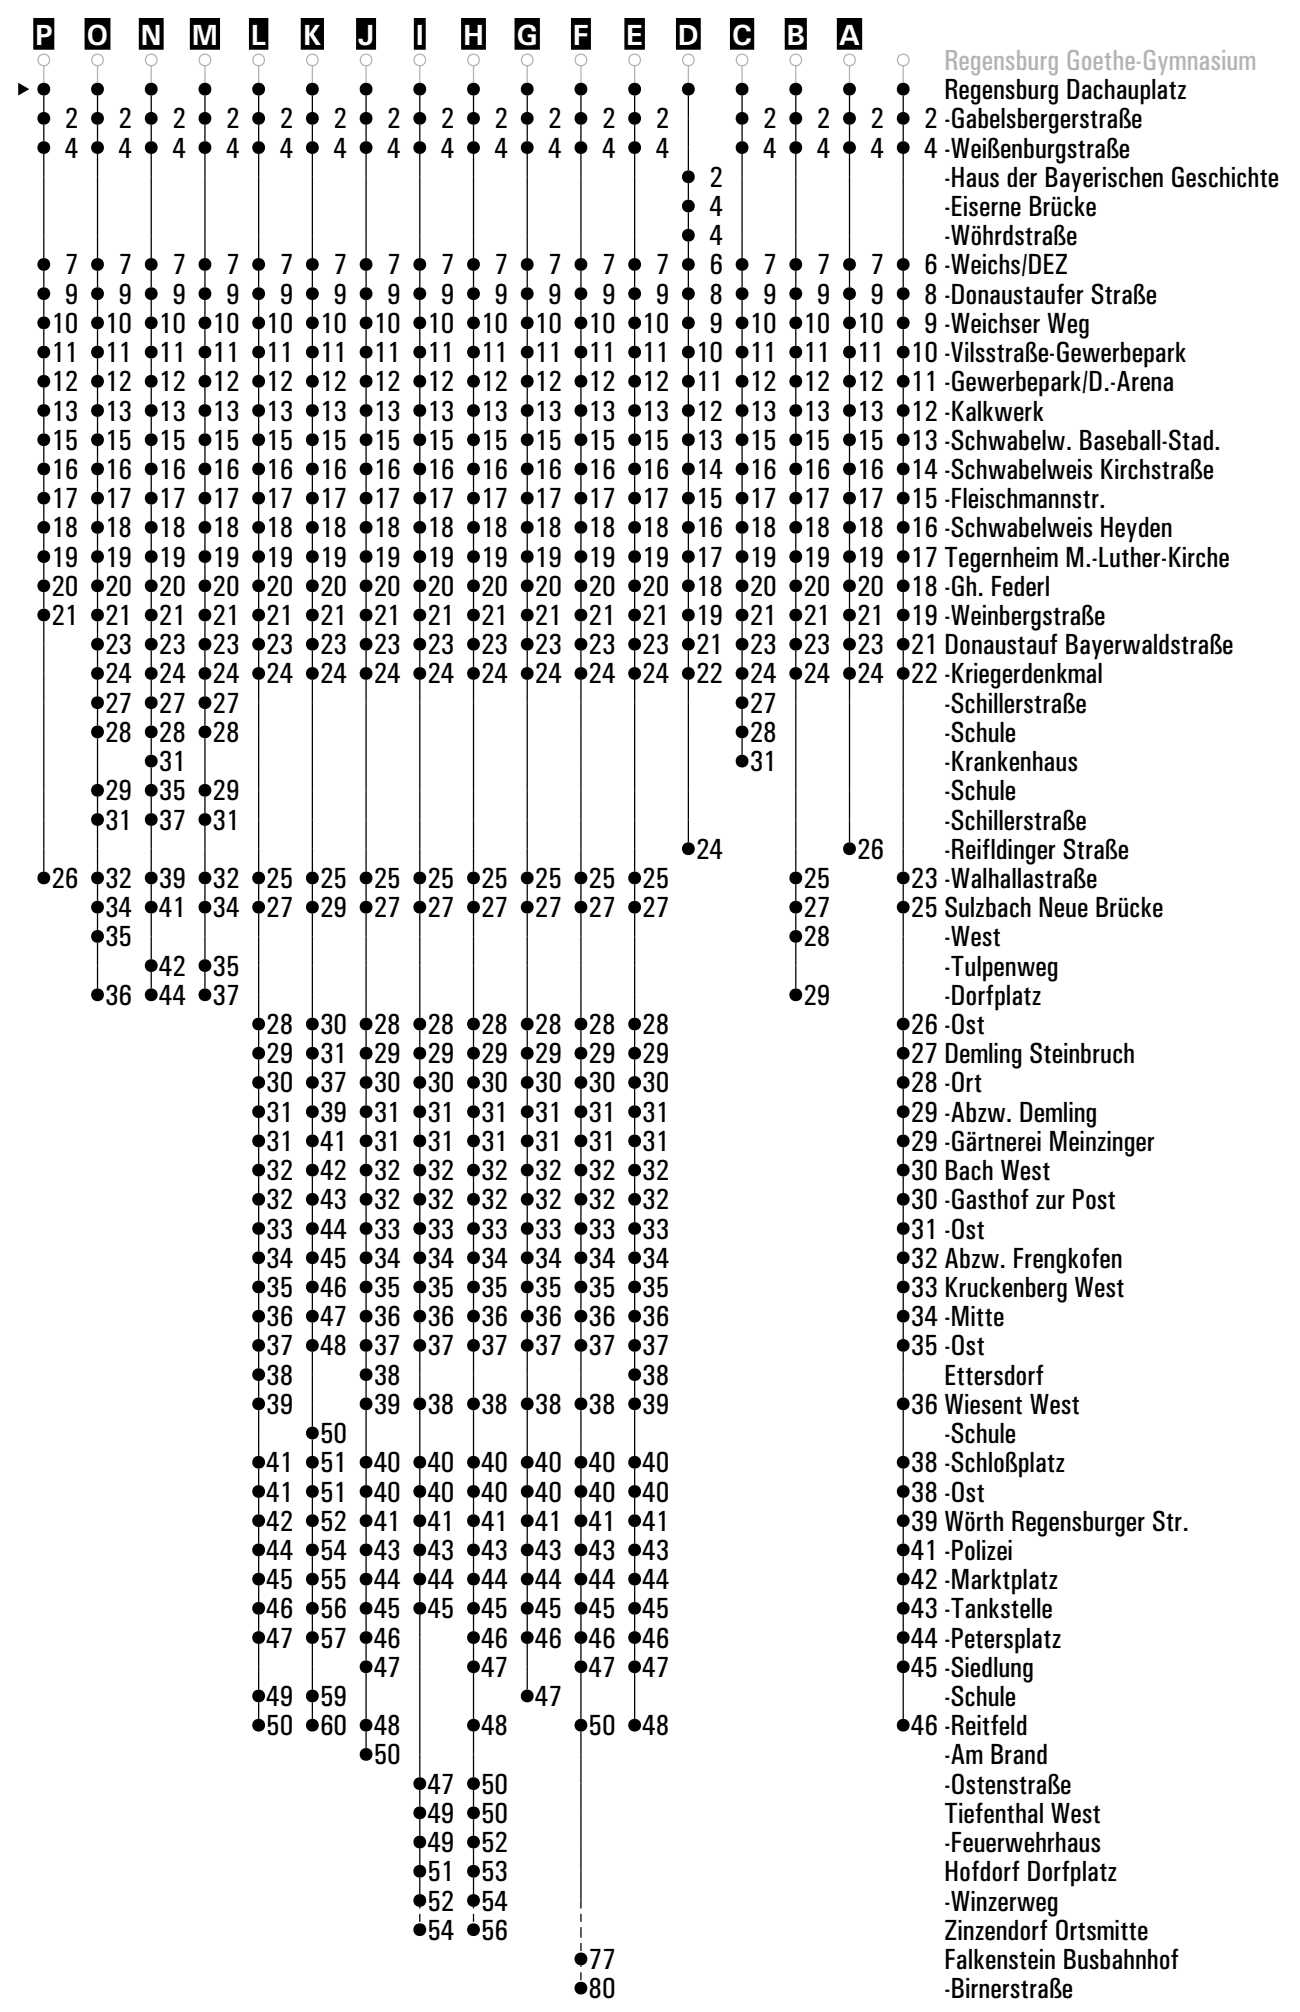 P O N M L K J I H G F E D C B A
Regensburg Goethe-Gymnasium
Regensburg Dachauplatz
2 2 2 2 2 2 2 2 2 2 2 2 2 2 2 2 -Gabelsbergerstraße
4 4 4 4 4 4 4 4 4 4 4 4 4 4 4 4 -Weißenburgstraße
2 -Haus der Bayerischen Geschichte
4 -Eiserne Brücke
4 -Wöhrdstraße
7 7 7 7 7 7 7 7 7 7 7 7 6 7 7 7 6 -Weichs/DEZ
9 9 9 9 9 9 9 9 9 9 9 9 8 9 9 9 8 -Donaustaufer Straße
10 10 10 10 10 10 10 10 10 10 10 10 9 10 10 10 9 -Weichser Weg
11 11 11 11 11 11 11 11 11 11 11 11 10 11 11 11 10 -Vilsstraße-Gewerbepark
12 12 12 12 12 12 12 12 12 12 12 12 11 12 12 12 11 -Gewerbepark/D.-Arena
13 13 13 13 13 13 13 13 13 13 13 13 12 13 13 13 12 -Kalkwerk
15 15 15 15 15 15 15 15 15 15 15 15 13 15 15 15 13 -Schwabelw. Baseball-Stad.
16 16 16 16 16 16 16 16 16 16 16 16 14 16 16 16 14 -Schwabelweis Kirchstraße
17 17 17 17 17 17 17 17 17 17 17 17 15 17 17 17 15 -Fleischmannstr.
18 18 18 18 18 18 18 18 18 18 18 18 16 18 18 18 16 -Schwabelweis Heyden
19 19 19 19 19 19 19 19 19 19 19 19 17 19 19 19 17 Tegernheim M.-Luther-Kirche
20 20 20 20 20 20 20 20 20 20 20 20 18 20 20 20 18 -Gh. Federl
21 21 21 21 21 21 21 21 21 21 21 21 19 21 21 21 19 -Weinbergstraße
23 23 23 23 23 23 23 23 23 23 23 21 23 23 23 21 Donaustauf Bayerwaldstraße
24 24 24 24 24 24 24 24 24 24 24 22 24 24 24 22 -Kriegerdenkmal
27 27 27 27 -Schillerstraße
28 28 28 28 -Schule
31 31 -Krankenhaus
29 35 29 -Schule
31 37 31 -Schillerstraße
24 26 -Reifldinger Straße
26 32 39 32 25 25 25 25 25 25 25 25 25 23 -Walhallastraße
34 41 34 27 29 27 27 27 27 27 27 27 25 Sulzbach Neue Brücke
35 28 -West
42 35 -Tulpenweg
36 44 37 29 -Dorfplatz
28 30 28 28 28 28 28 28 26 -Ost
29 31 29 29 29 29 29 29 27 Demling Steinbruch
30 37 30 30 30 30 30 30 28 -Ort
31 39 31 31 31 31 31 31 29 -Abzw. Demling
31 41 31 31 31 31 31 31 29 -Gärtnerei Meinzinger
32 42 32 32 32 32 32 32 30 Bach West
32 43 32 32 32 32 32 32 30 -Gasthof zur Post
33 44 33 33 33 33 33 33 31 -Ost
34 45 34 34 34 34 34 34 32 Abzw. Frengkofen
35 46 35 35 35 35 35 35 33 Kruckenberg West
36 47 36 36 36 36 36 36 34 -Mitte
37 48 37 37 37 37 37 37 35 -Ost
38 38 38 Ettersdorf
39 39 38 38 38 38 39 36 Wiesent West
50 -Schule
41 51 40 40 40 40 40 40 38 -Schloßplatz
41 51 40 40 40 40 40 40 38 -Ost
42 52 41 41 41 41 41 41 39 Wörth Regensburger Str.
44 54 43 43 43 43 43 43 41 -Polizei
45 55 44 44 44 44 44 44 42 -Marktplatz
46 56 45 45 45 45 45 45 43 -Tankstelle
47 57 46 46 46 46 46 44 -Petersplatz
47 47 47 47 45 -Siedlung
49 59 47 -Schule
50 60 48 48 50 48 46 -Reitfeld
50 -Am Brand
47 50 -Ostenstraße
49 50 Tiefenthal West
49 52 -Feuerwehrhaus
51 53 Hofdorf Dorfplatz
52 54 -Winzerweg
54 56 Zinzendorf Ortsmitte
77 Falkenstein Busbahnhof
80 -Birnerstraße